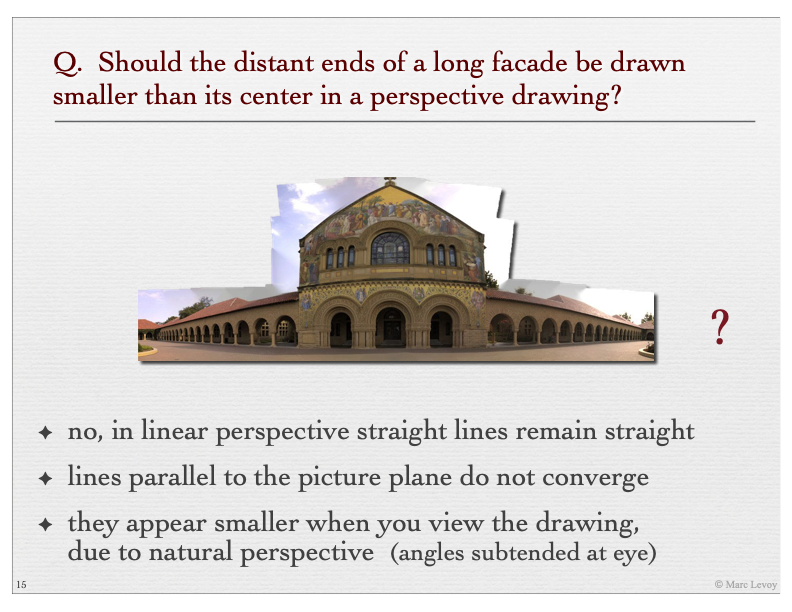 Q. Should the distant ends of a long facade be drawn
smaller than its center in a perspective drawing?
?
✦ no, in linear perspective straight lines remain straight
✦ lines parallel to the picture plane do not converge
✦ they appear smaller when you view the drawing,
due to natural perspective (angles subtended at eye)
15
© Marc Levoy